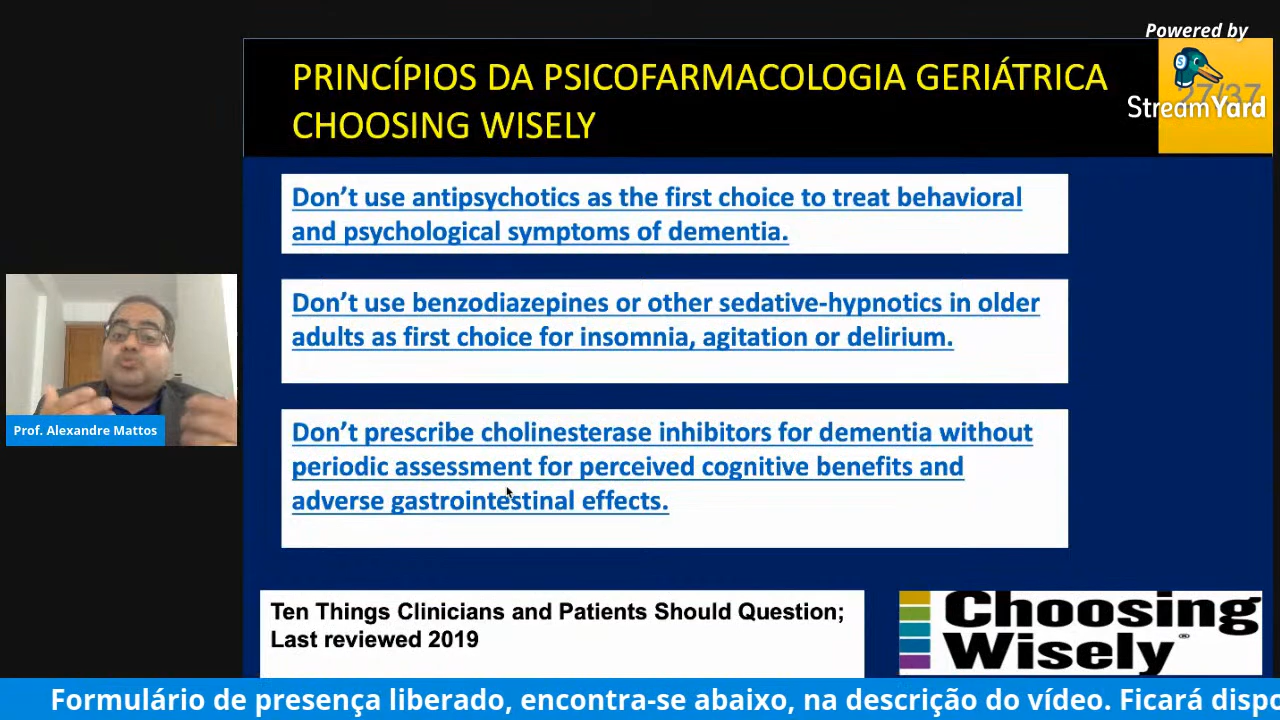 Powered by
StreamYard
27/37
PRINCÍPIOS DA PSICOFARMACOLOGIA GERIÁTRICA
CHOOSING WISELY
Don’t use antipsychotics as the first choice to treat behavioral
and psychological symptoms of dementia.
Don’t use benzodiazepines or other sedative-hypnotics in older
adults as first choice for insomnia, agitation or delirium.
Prof. Alexandre Mattos
Don’t prescribe cholinesterase inhibitors for dementia without
periodic assessment for perceived cognitive benefits and
adverse gastrointestinal effects.
Ten Things Clinicians and Patients Should Question;
Last reviewed 2019
Choosing
Wisely®
Formulário de presença liberado, encontra-se abaixo, na descrição do vídeo. Ficará dispo